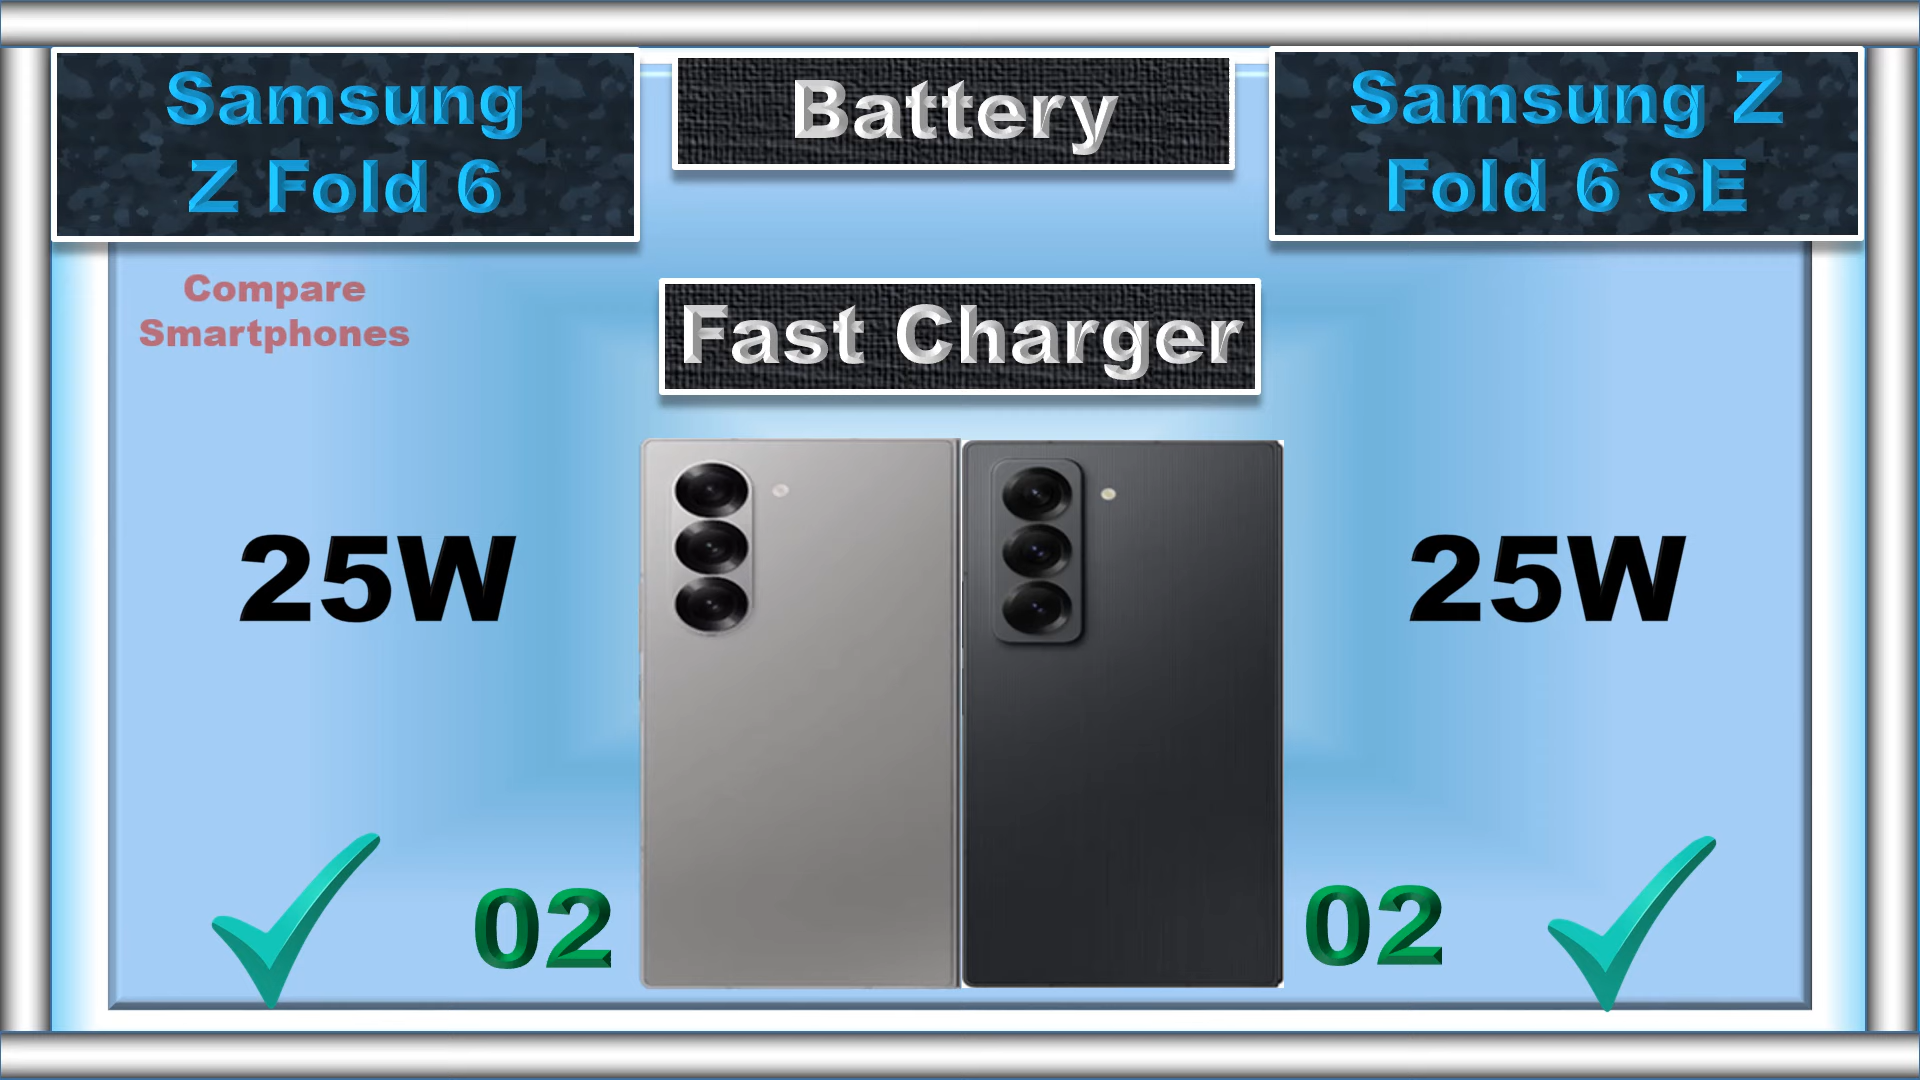 Samsung
Z Fold 6
Battery
Samsung Z
Fold 6 SE
Compare
Smartphones
Fast Charger
25W
25W
02
02